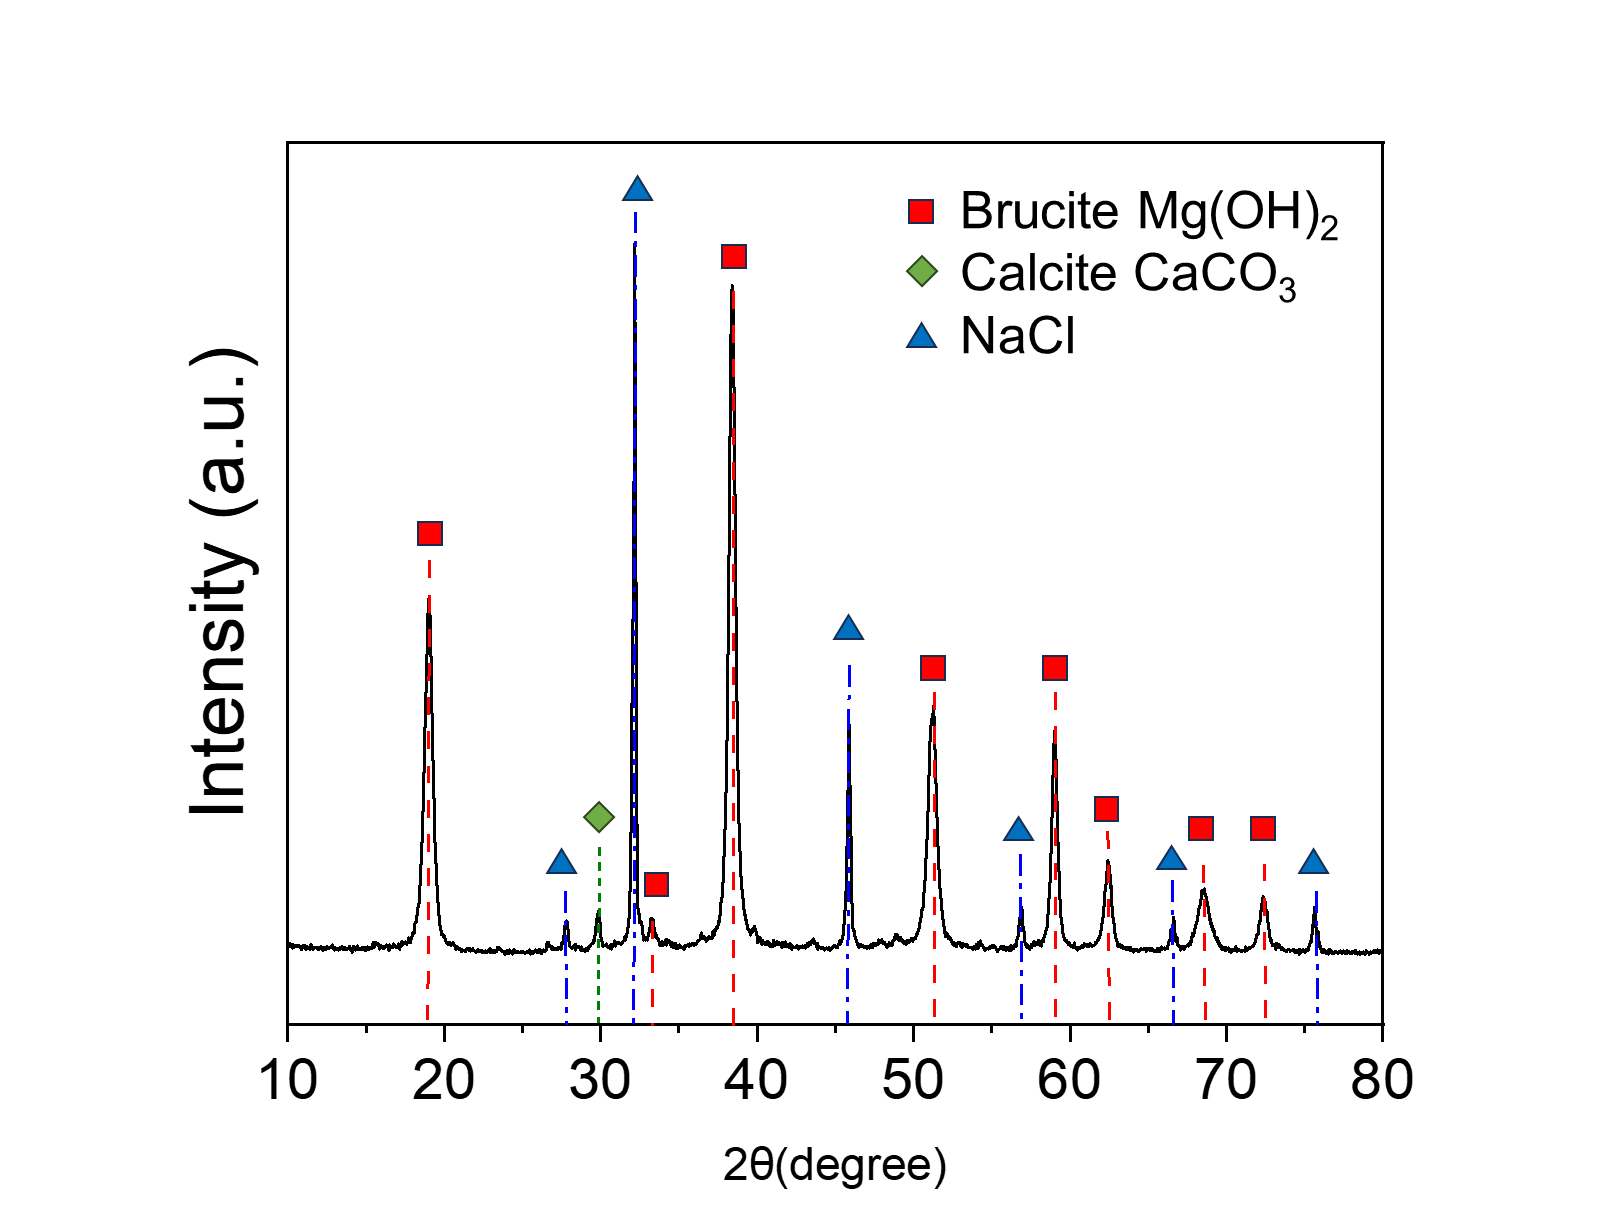 Brucite Mg(OH)₂
Calcite CaCO₃
NaCl
Intensity (a.u.)
10 20 30 40 50 60 70 80
2θ(degree)